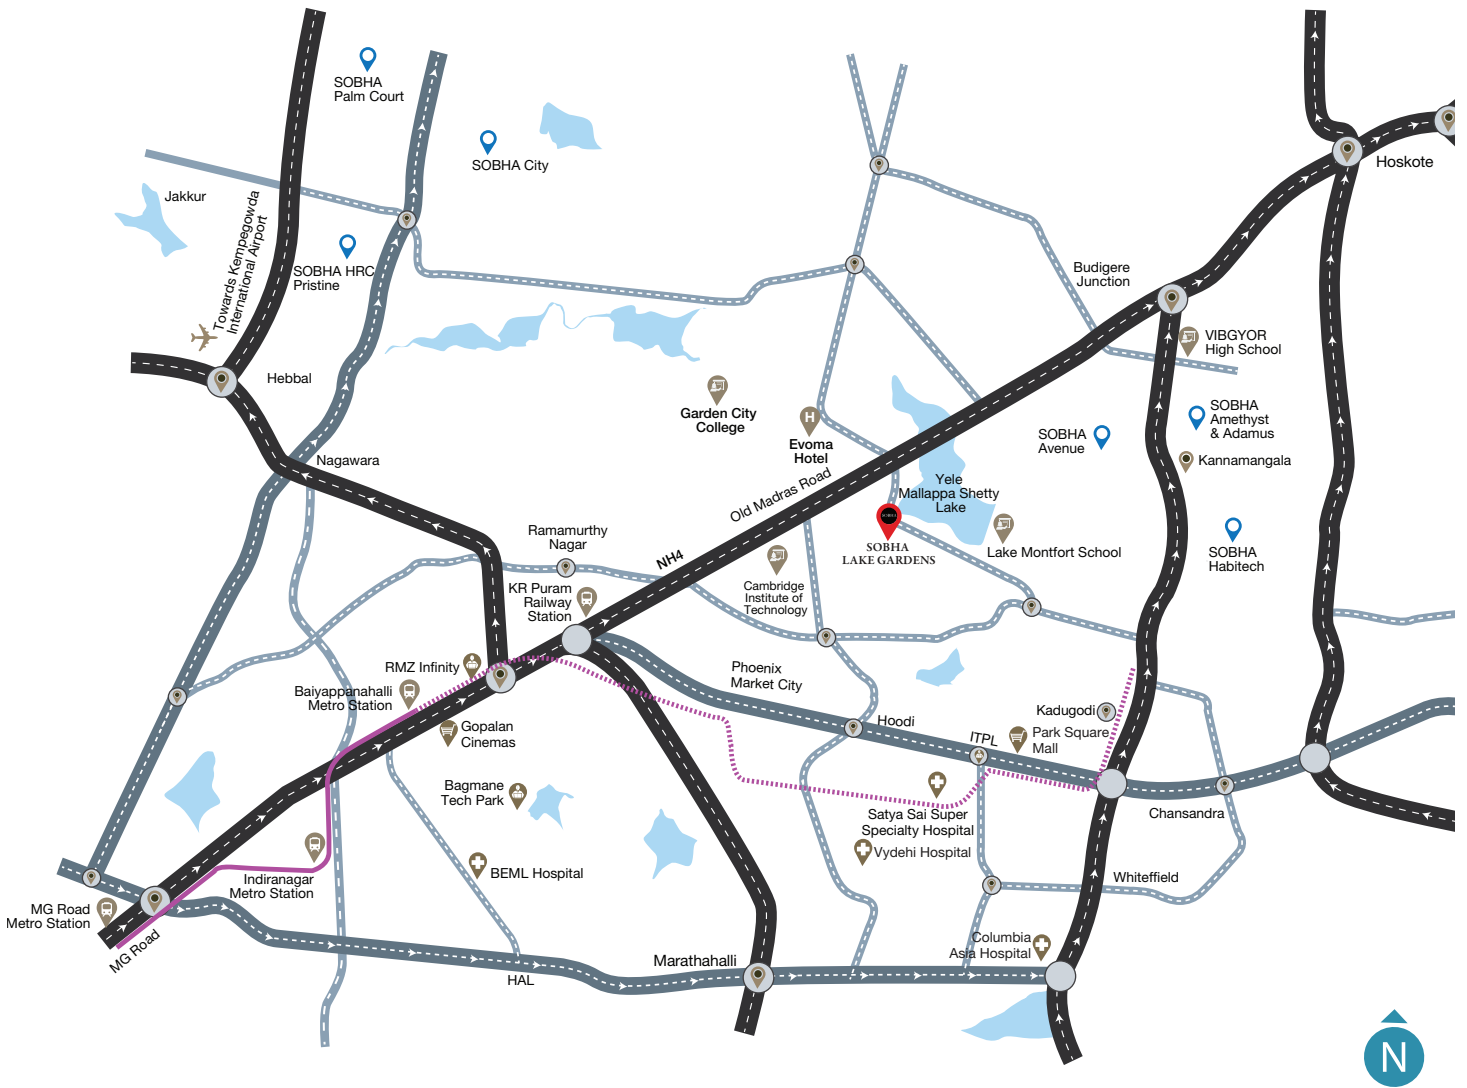 SOBHA
Palm Court
SOBHA City
Jakkur
Hoskote
Towards Kempegowda
International Airport
SOBHA HRC
Pristine
Budigere
Junction
VIBGYOR
High School
Hebbal
Garden City
College
H
Evoma
Hotel
SOBHA
Amethyst
& Adamus
SOBHA
Avenue
Kannamangala
Nagawara
Old Madras Road
Yele
Mallappa Shetty
Lake
SOBHA
SOBHA
LAKE GARDENS
Lake Montfort School
SOBHA
Habitech
Ramamurthy
Nagar
NH4
KR Puram
Railway
Station
Cambridge
Institute of
Technology
RMZ Infinity
Baiyappanahalli
Metro Station
Phoenix
Market City
Gopalan
Cinemas
Hoodi
ITPL
Kadugodi
Park Square
Mall
Bagmane
Tech Park
Satya Sai Super
Specialty Hospital
Chansandra
Vydehi Hospital
BEML Hospital
Whiteffield
Indiranagar
Metro Station
MG Road
Metro Station
MG Road
Columbia
Asia Hospital
Marathahalli
HAL
N